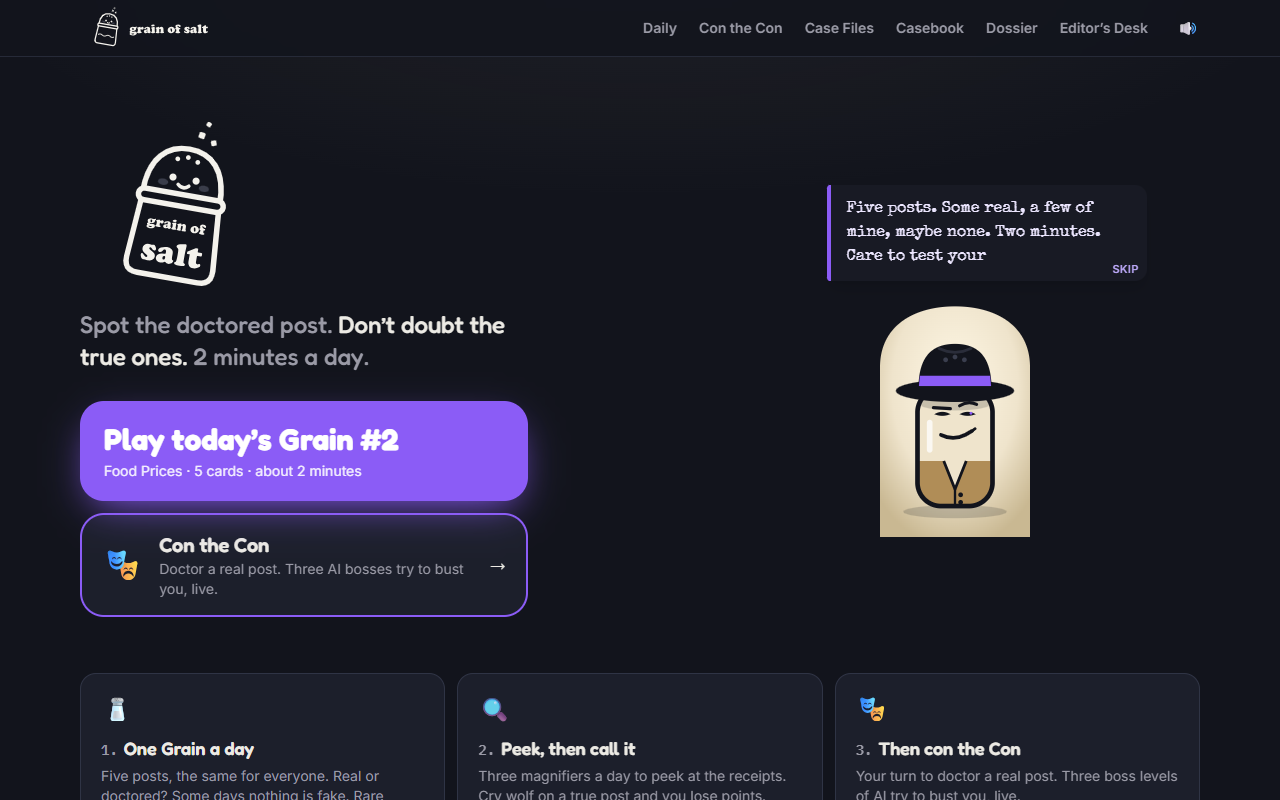 grain of salt
Daily
Con the Con
Case Files
Casebook
Dossier
Editor's Desk
grain of
salt
Spot the doctored post. Don't doubt the
true ones. 2 minutes a day.
Play today's Grain #2
Food Prices · 5 cards · about 2 minutes
Con the Con
Doctor a real post. Three AI bosses try to bust
you, live.
→
Five posts. Some real, a few of
mine, maybe none. Two minutes.
Care to test your
SKIP
1. One Grain a day
Five posts, the same for everyone. Real or
doctored? Some days nothing is fake. Rare
2. Peek, then call it
Three magnifiers a day to peek at the receipts.
Cry wolf on a true post and you lose points.
3. Then con the Con
Your turn to doctor a real post. Three boss levels
of AI try to bust you, live.